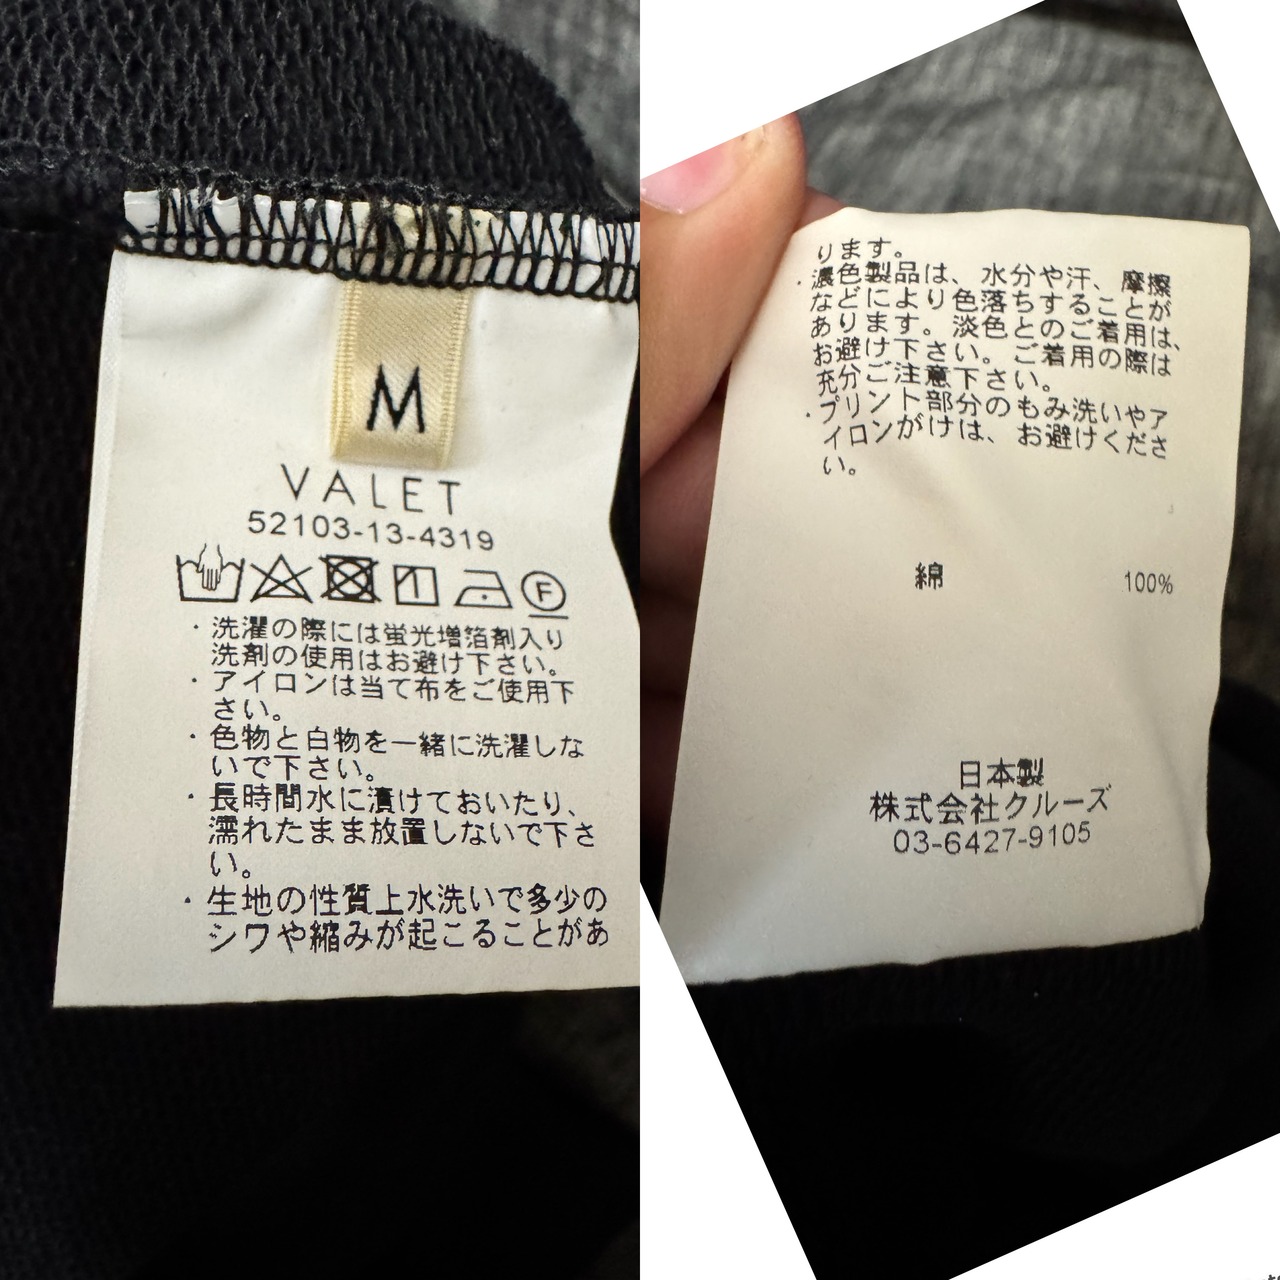 M
VALET
52103-13-4319
F
・洗濯の際には蛍光増箔剤入り
洗剤の使用はお避け下さい。
・アイロンは当て布をご使用下
さい。
・色物と白物を一緒に洗濯しな
いで下さい。
・長時間水に漬けておいたり、
濡れたまま放置しないで下さ
い。
・生地の性質上水洗いで多少の
シワや縮みが起こることがあ
ります。
・濃色製品は、水分や汗、摩擦
などにより色落ちすることが
あります。淡色とのご着用は、
お避け下さい。ご着用の際は
充分ご注意下さい。
・プリント部分のもみ洗いやア
イロンがけは、お避けくださ
い。
綿 100%
日本製
株式会社クルーズ
03-6427-9105